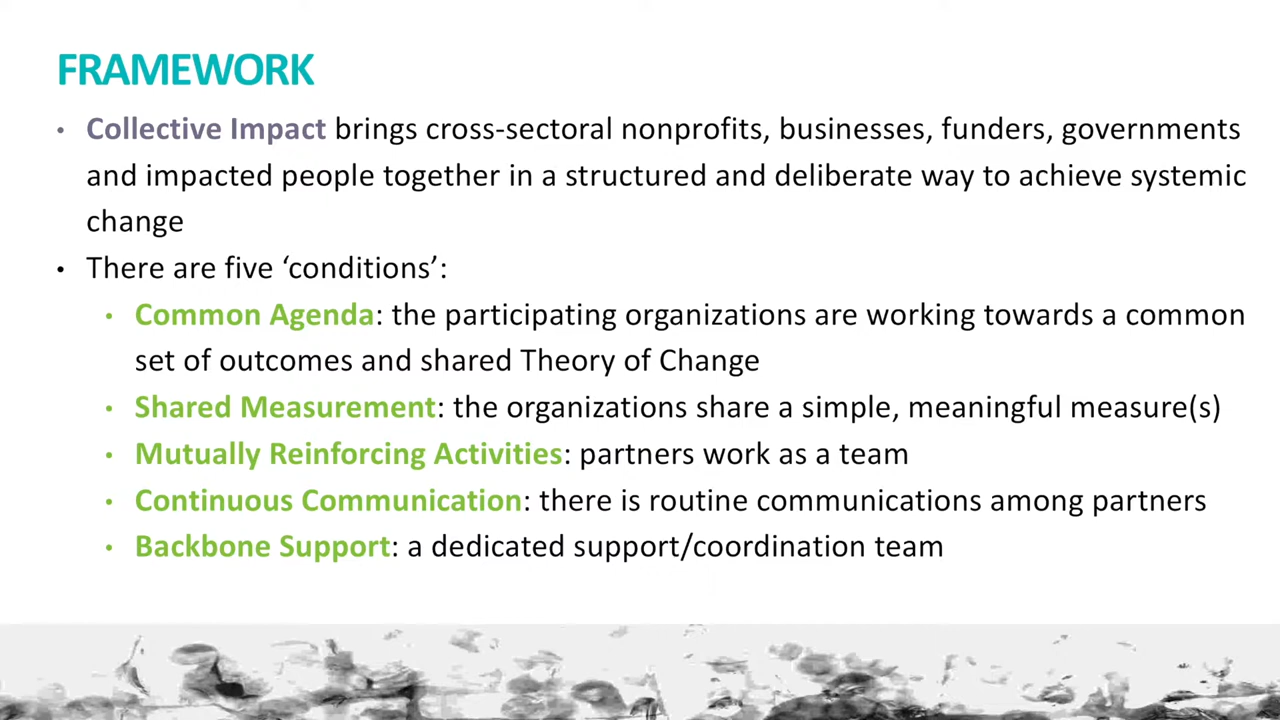 FRAMEWORK
• Collective Impact brings cross-sectoral nonprofits, businesses, funders, governments
and impacted people together in a structured and deliberate way to achieve systemic
change
• There are five ‘conditions’:
• Common Agenda: the participating organizations are working towards a common
set of outcomes and shared Theory of Change
• Shared Measurement: the organizations share a simple, meaningful measure(s)
• Mutually Reinforcing Activities: partners work as a team
• Continuous Communication: there is routine communications among partners
• Backbone Support: a dedicated support/coordination team